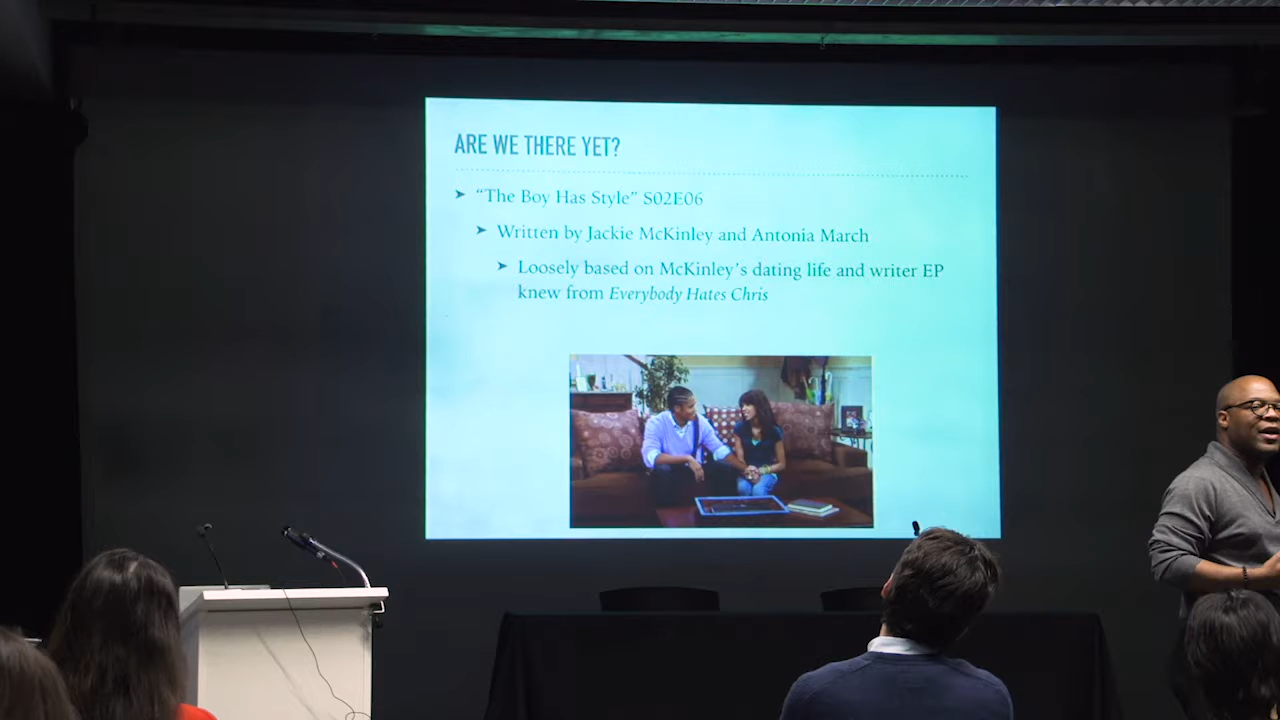 ARE WE THERE YET?
➤ “The Boy Has Style” S02E06
➤ Written by Jackie McKinley and Antonia March
➤ Loosely based on McKinley’s dating life and writer EP
knew from Everybody Hates Chris